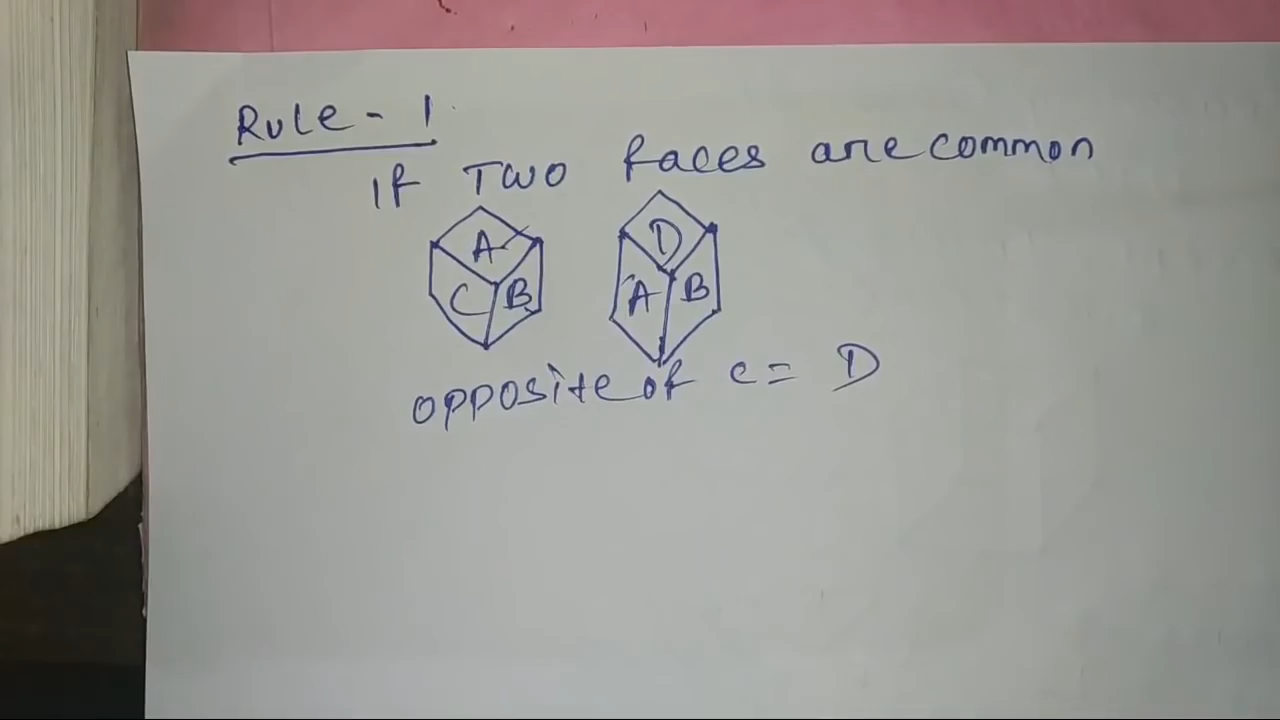 Rule - 1
If Two faces are common
A
C B
D
A B
opposite of c = D